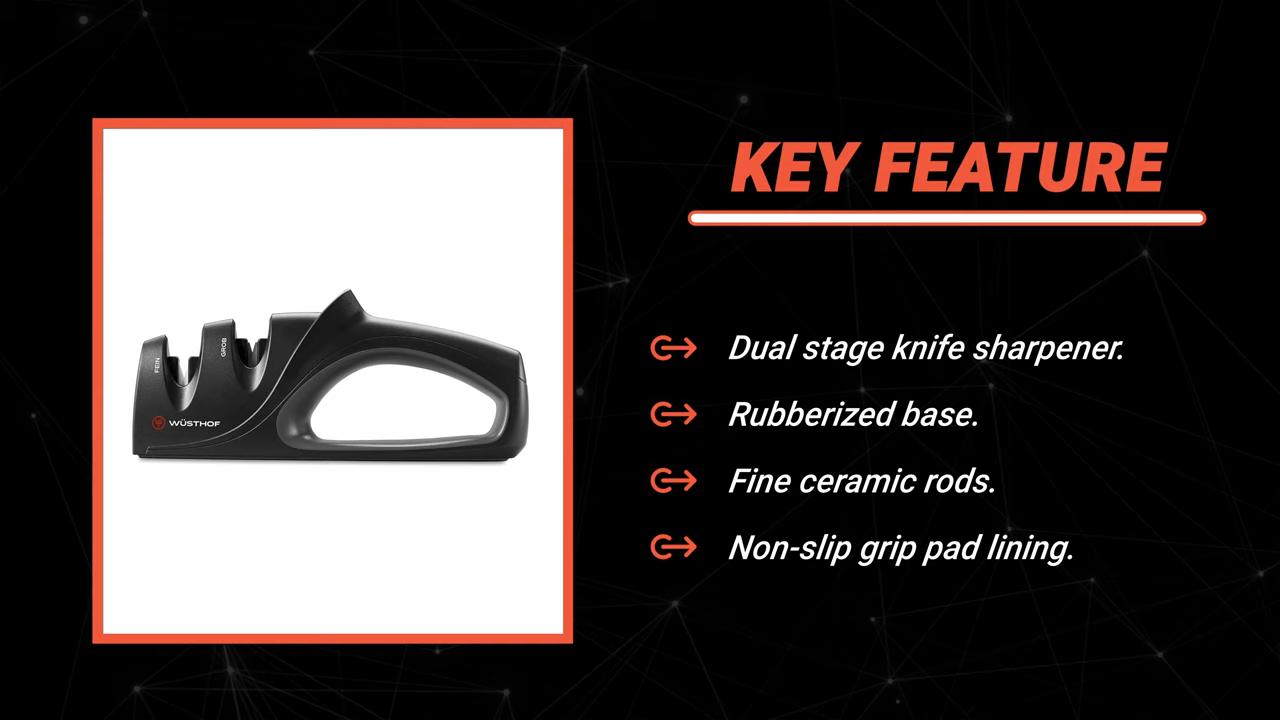 KEY FEATURE
FEIN
GROB
WÜSTHOF
Dual stage knife sharpener.
Rubberized base.
Fine ceramic rods.
Non-slip grip pad lining.